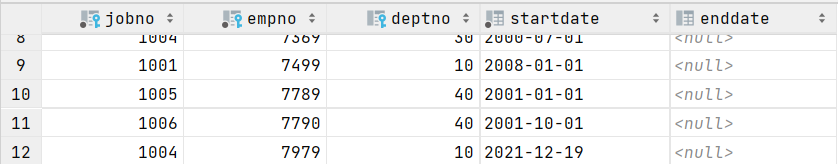 jobno empno deptno startdate enddate
8 1004 7369 30 2000-07-01 <null>
9 1001 7499 10 2008-01-01 <null>
10 1005 7789 40 2001-01-01 <null>
11 1006 7790 40 2001-10-01 <null>
12 1004 7979 10 2021-12-19 <null>